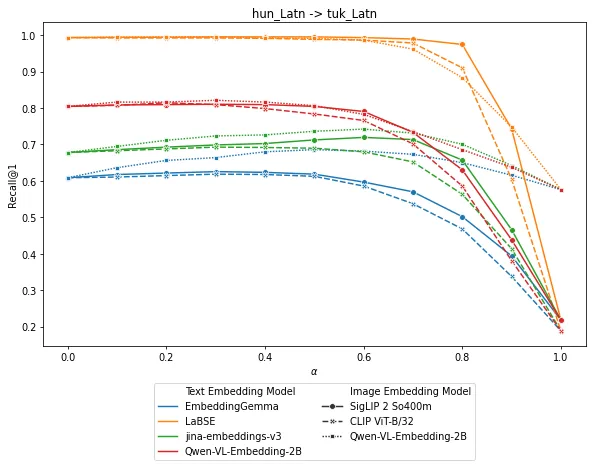 hun_Latn -> tuk_Latn
1.0
0.9
0.8
0.7
0.6
0.5
0.4
0.3
0.2
Recall@1
0.0 0.2 0.4 0.6 0.8 1.0
α
Text Embedding Model Image Embedding Model
EmbeddingGemma SigLIP 2 So400m
LaBSE CLIP ViT-B/32
jina-embeddings-v3 Qwen-VL-Embedding-2B
Qwen-VL-Embedding-2B